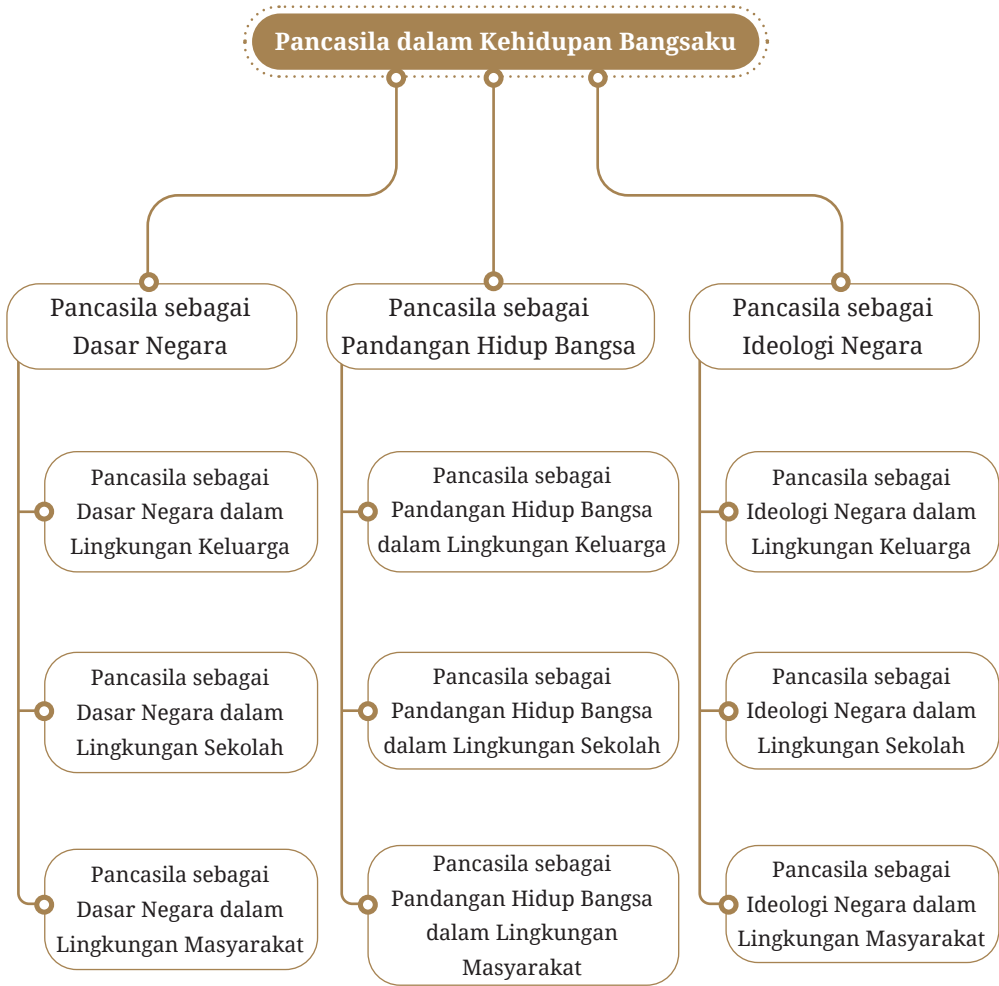 Pancasila dalam Kehidupan Bangsaku
Pancasila sebagai
Dasar Negara
Pancasila sebagai
Dasar Negara dalam
Lingkungan Keluarga
Pancasila sebagai
Dasar Negara dalam
Lingkungan Sekolah
Pancasila sebagai
Dasar Negara dalam
Lingkungan Masyarakat
Pancasila sebagai
Pandangan Hidup Bangsa
Pancasila sebagai
Pandangan Hidup Bangsa
dalam Lingkungan Keluarga
Pancasila sebagai
Pandangan Hidup Bangsa
dalam Lingkungan Sekolah
Pancasila sebagai
Pandangan Hidup Bangsa
dalam Lingkungan
Masyarakat
Pancasila sebagai
Ideologi Negara
Pancasila sebagai
Ideologi Negara dalam
Lingkungan Keluarga
Pancasila sebagai
Ideologi Negara dalam
Lingkungan Sekolah
Pancasila sebagai
Ideologi Negara dalam
Lingkungan Masyarakat